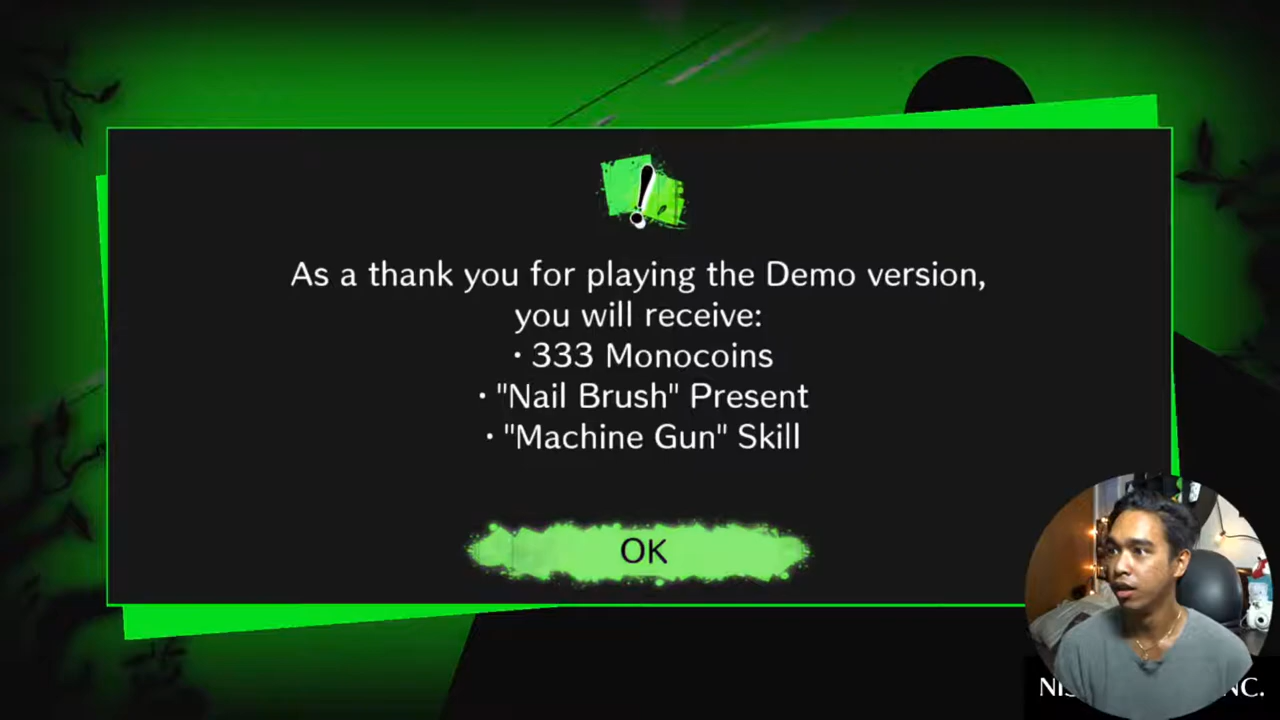 As a thank you for playing the Demo version,
you will receive:
· 333 Monocoins
· "Nail Brush" Present
· "Machine Gun" Skill
OK